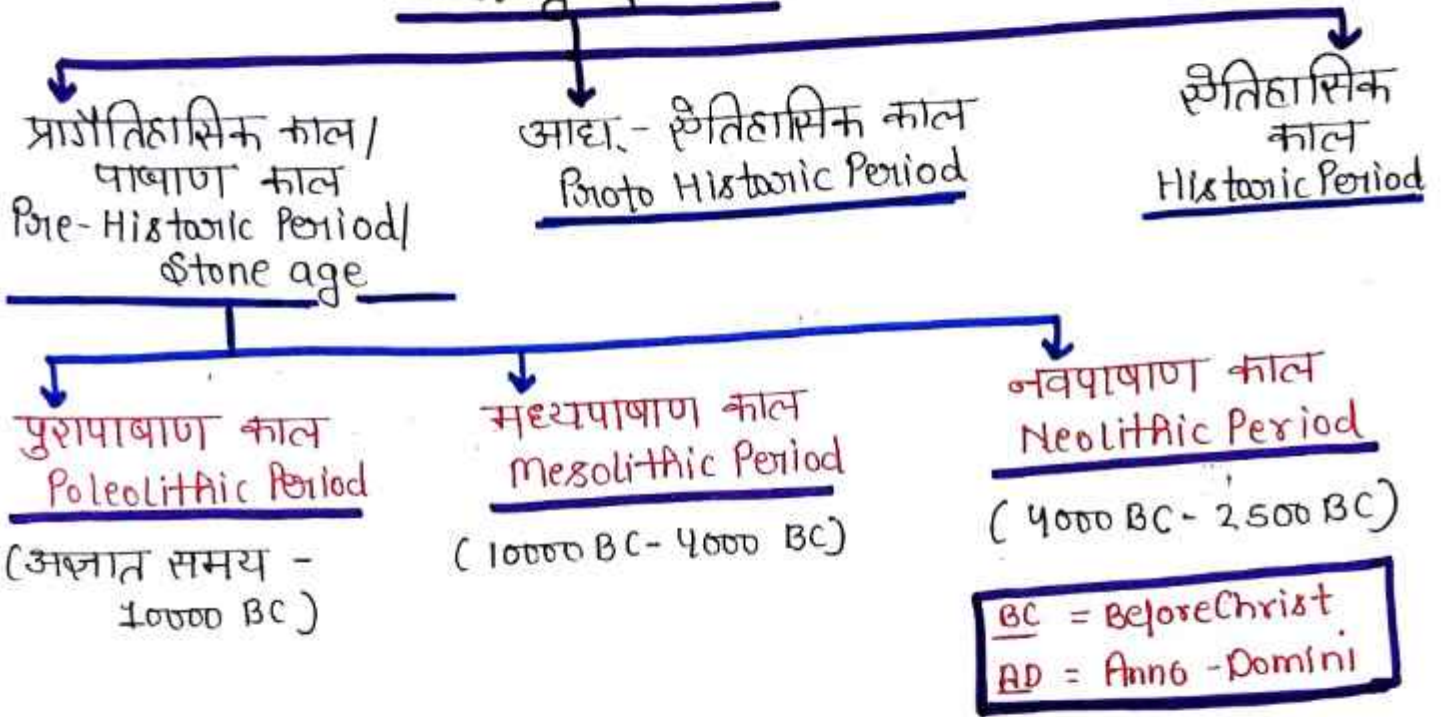 प्रागैतिहासिक काल/
पाषाण काल
Pre-Historic Period/
Stone age
आद्य - ऐतिहासिक काल
Proto Historic Period
ऐतिहासिक
काल
Historic Period
पुरापाषाण काल
Poleolithic Period
(अज्ञात समय -
10000 BC)
मध्यपाषाण काल
Mesolithic Period
(10000 BC- 4000 BC)
नवपाषाण काल
Neolithic Period
(4000 BC- 2500 BC)
BC = Before Christ
AD = Anno - Domini